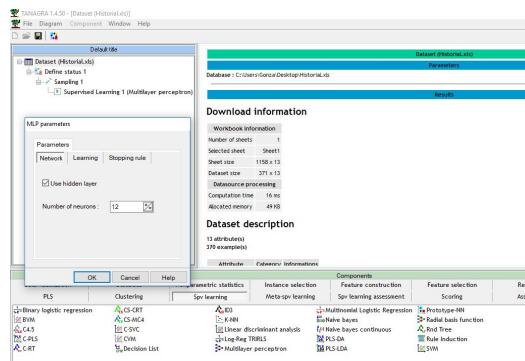 TANAGRA 1.4.50 - [Dataset (Historial.xls)]
File Diagram Component Window Help
Default title
Dataset (Historial.xls)
Define status 1
Sampling 1
Supervised Learning 1 (Multilayer perceptron)
Dataset (Historial.xls)
Parameters
Database : C:\Users\Gonza\Desktop\Historial.xls
Results
Download information
Workbook information
Number of sheets 1
Selected sheet Sheet1
Sheet size 1158 x 13
Dataset size 371 x 13
Datasource processing
Computation time 16 ms
Allocated memory 49 KB
Dataset description
13 attribute(s)
370 example(s)
Attribute Category Informations
MLP parameters
Parameters
Network Learning Stopping rule
Use hidden layer
Number of neurons : 12
OK Cancel Help
Components
parametric statistics Instance selection Feature construction Feature selection
PLS Clustering Spv learning Meta-spv learning Spv learning assessment Scoring
Binary logistic regression CS-CRT ID3 Multinomial Logistic Regression Prototype-NN
BVM CS-MC4 K-NN Naive bayes Radial basis function
C4.5 C-SVC Linear discriminant analysis Naive bayes continuous Rnd Tree
C-PLS CVM Log-Reg TRIRLS PLS-DA Rule Induction
C-RT Decision List Multilayer perceptron PLS-LDA SVM